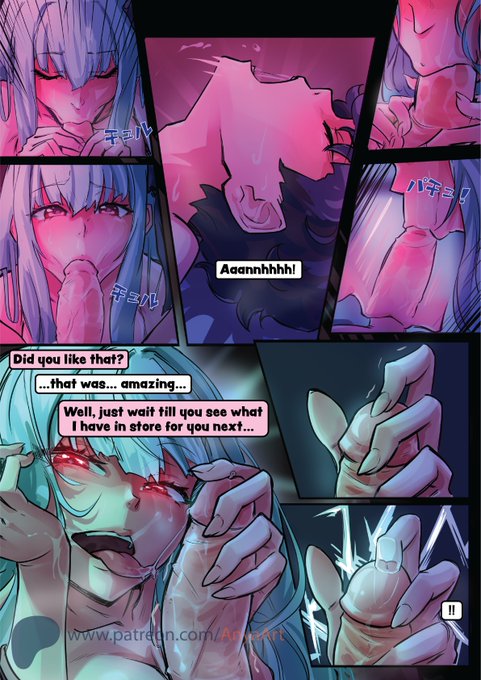 チュル
パチュ!
チュル
Aaannhhhh!
Did you like that?
...that was... amazing...
Well, just wait till you see what
I have in store for you next...
!!
www.patreon.com/AnyaArt